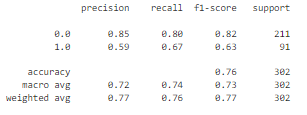 precision recall f1-score support
0.0 0.85 0.80 0.82 211
1.0 0.59 0.67 0.63 91
accuracy 0.76 302
macro avg 0.72 0.74 0.73 302
weighted avg 0.77 0.76 0.77 302